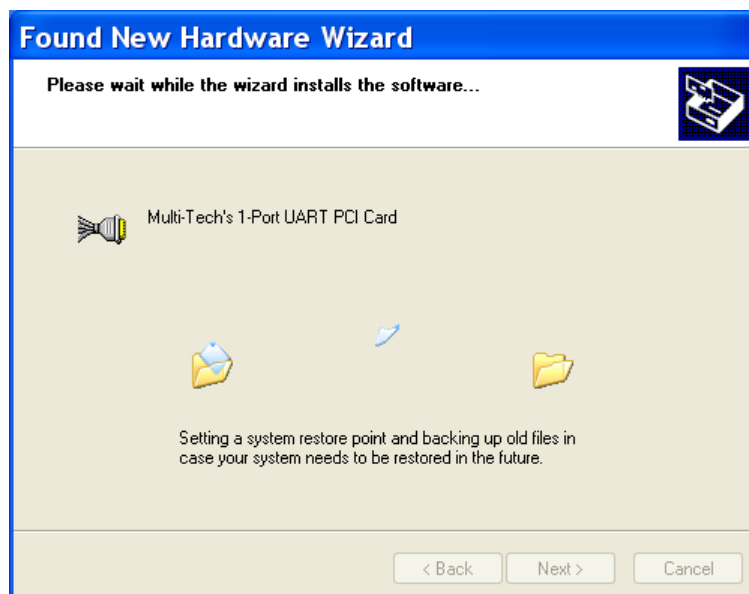 Found New Hardware Wizard
Please wait while the wizard installs the software...
Multi-Tech's 1-Port UART PCI Card
Setting a system restore point and backing up old files in
case your system needs to be restored in the future.
< Back
Next >
Cancel